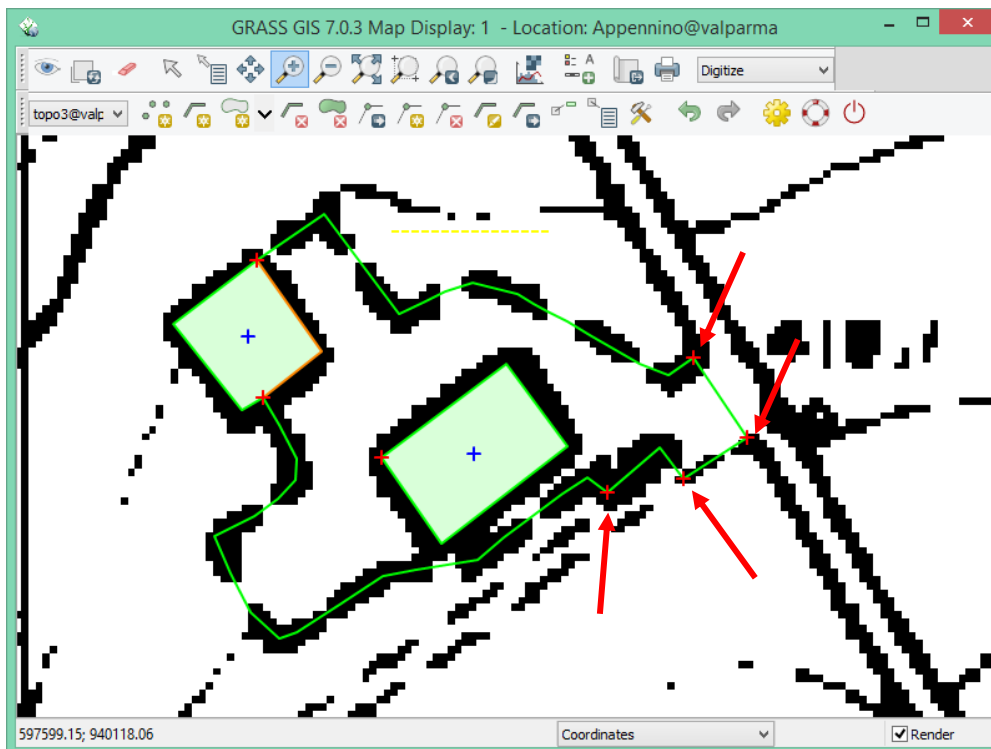 GRASS GIS 7.0.3 Map Display: 1 - Location: Appennino@valparma
Digitize
topo3@valp
597599.15; 940118.06
Coordinates
Render